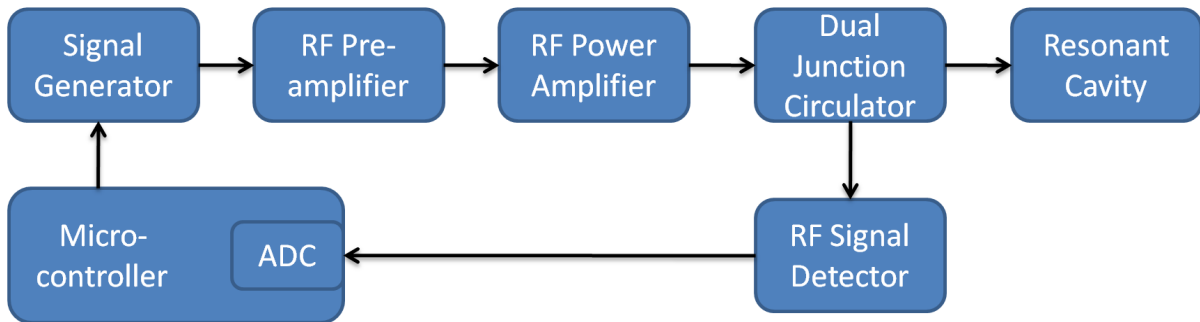 Signal
Generator
RF Pre-
amplifier
RF Power
Amplifier
Dual
Junction
Circulator
Resonant
Cavity
Micro-
controller
ADC
RF Signal
Detector